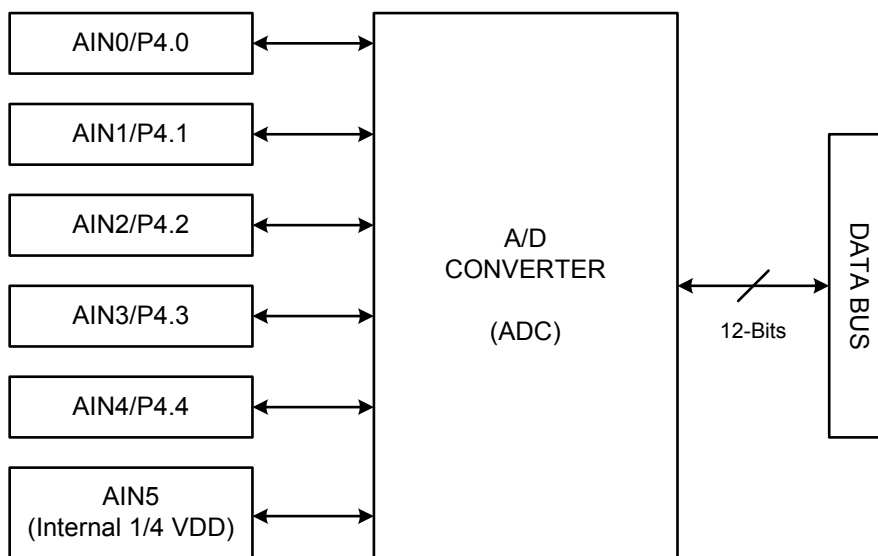 AIN0/P4.0
AIN1/P4.1
AIN2/P4.2
AIN3/P4.3
AIN4/P4.4
AIN5
(Internal 1/4 VDD)
A/D
CONVERTER
(ADC)
12-Bits
DATA BUS